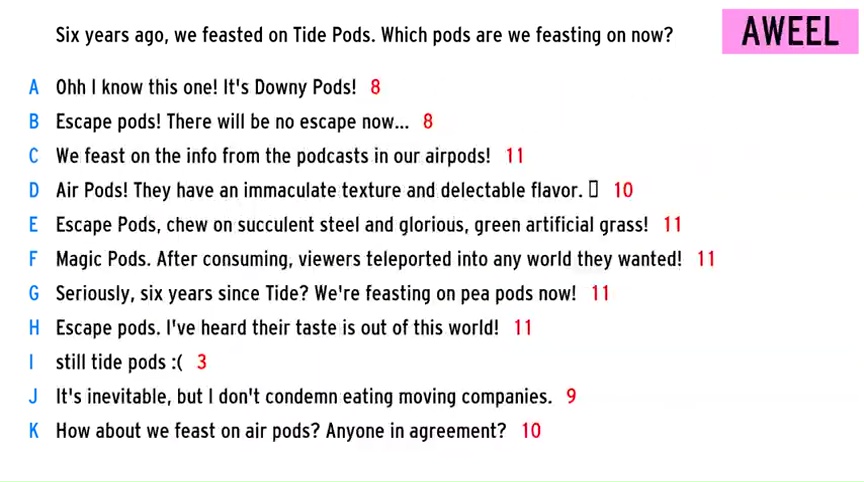 Six years ago, we feasted on Tide Pods. Which pods are we feasting on now?
AWEEL
A Ohh I know this one! It's Downy Pods! 8
B Escape pods! There will be no escape now... 8
C We feast on the info from the podcasts in our airpods! 11
D Air Pods! They have an immaculate texture and delectable flavor. ▯ 10
E Escape Pods, chew on succulent steel and glorious, green artificial grass! 11
F Magic Pods. After consuming, viewers teleported into any world they wanted! 11
G Seriously, six years since Tide? We're feasting on pea pods now! 11
H Escape pods. I've heard their taste is out of this world! 11
I still tide pods :( 3
J It's inevitable, but I don't condemn eating moving companies. 9
K How about we feast on air pods? Anyone in agreement? 10